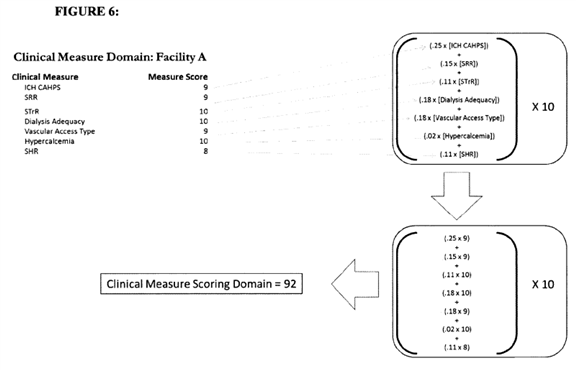 FIGURE 6:
Clinical Measure Domain: Facility A
Clinical Measure Measure Score
ICH CAHPS 9
SRR 9
STrR 10
Dialysis Adequacy 10
Vascular Access Type 9
Hypercalcemia 10
SHR 8
(.25 x [ICH CAHPS])
+
(.15 x [SRR])
+
(.11 x [STrR])
+
(.18 x [Dialysis Adequacy])
+
(.18 x [Vascular Access Type])
+
(.02 x [Hypercalcemia])
+
(.11 x [SHR])
X 10
(.25 x 9)
+
(.15 x 9)
+
(.11 x 10)
+
(.18 x 10)
+
(.18 x 9)
+
(.02 x 10)
+
(.11 x 8)
X 10
Clinical Measure Scoring Domain = 92